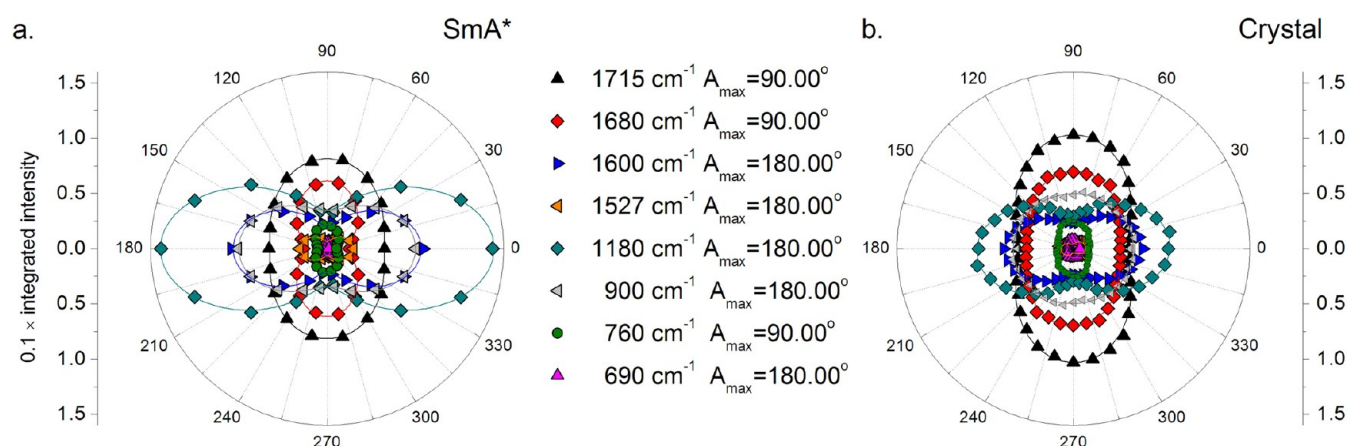 a.
SmA*
1.5
1.0
0.5
0.0
0.5
1.0
1.5
0.1 × integrated intensity
90
60
30
0
330
300
270
240
210
180
150
120
1715 cm⁻¹ Aₘₐₓ=90.00°
1680 cm⁻¹ Aₘₐₓ=90.00°
1600 cm⁻¹ Aₘₐₓ=180.00°
1527 cm⁻¹ Aₘₐₓ=180.00°
1180 cm⁻¹ Aₘₐₓ=180.00°
900 cm⁻¹ Aₘₐₓ=180.00°
760 cm⁻¹ Aₘₐₓ=90.00°
690 cm⁻¹ Aₘₐₓ=180.00°
b.
Crystal
90
60
30
0
330
300
270
240
210
180
150
120
1.5
1.0
0.5
0.0
0.5
1.0
1.5